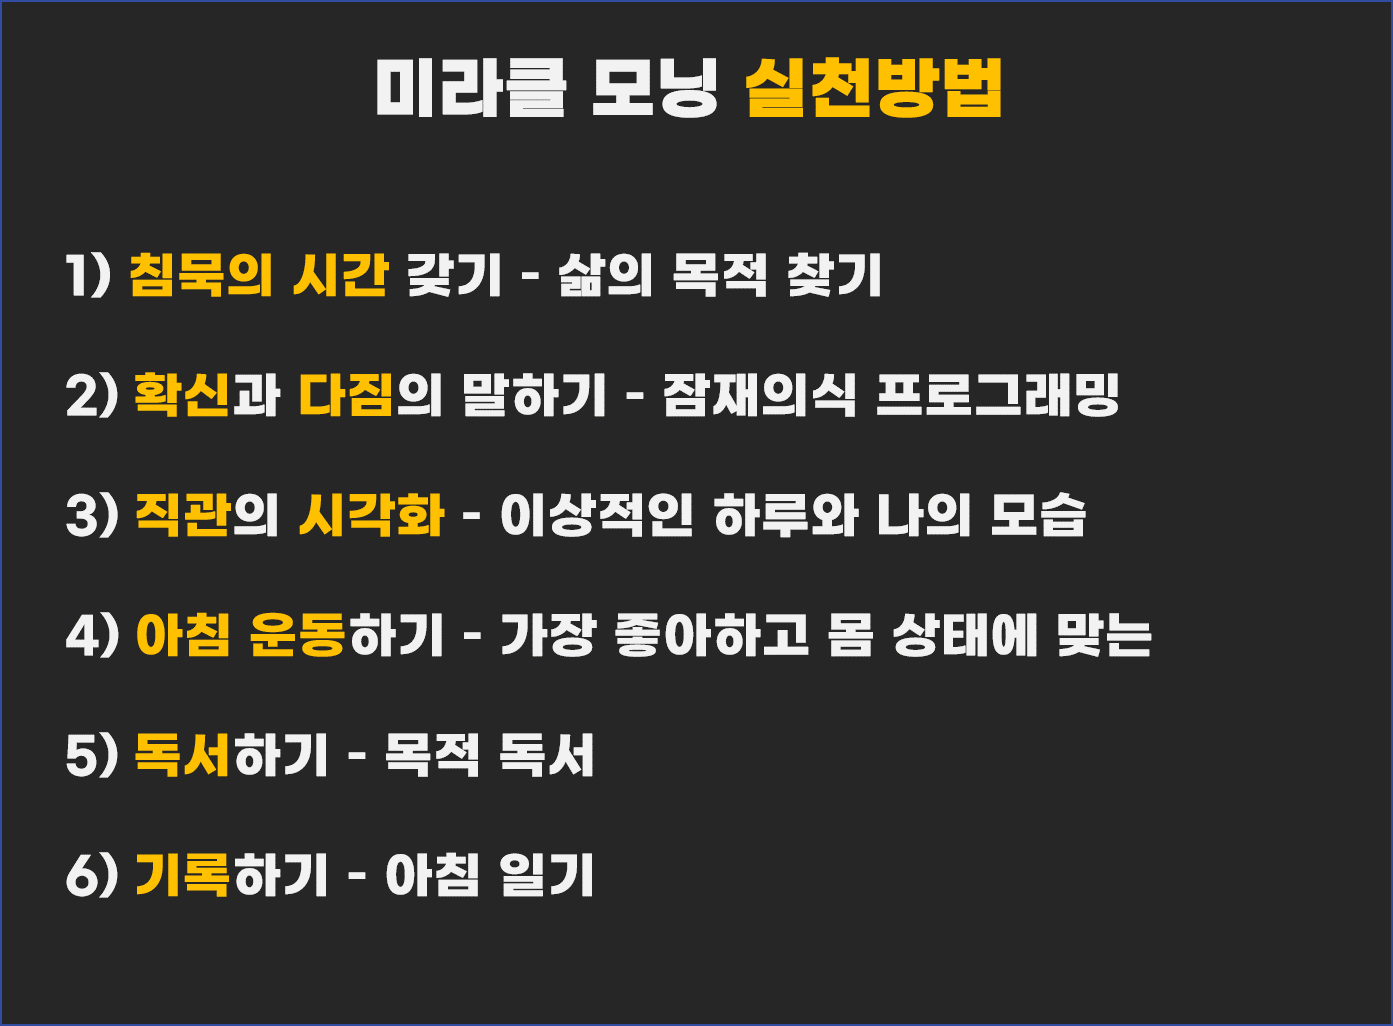 미라클 모닝 실천방법
1) 침묵의 시간 갖기 - 삶의 목적 찾기
2) 확신과 다짐의 말하기 - 잠재의식 프로그래밍
3) 직관의 시각화 - 이상적인 하루와 나의 모습
4) 아침 운동하기 - 가장 좋아하고 몸 상태에 맞는
5) 독서하기 - 목적 독서
6) 기록하기 - 아침 일기